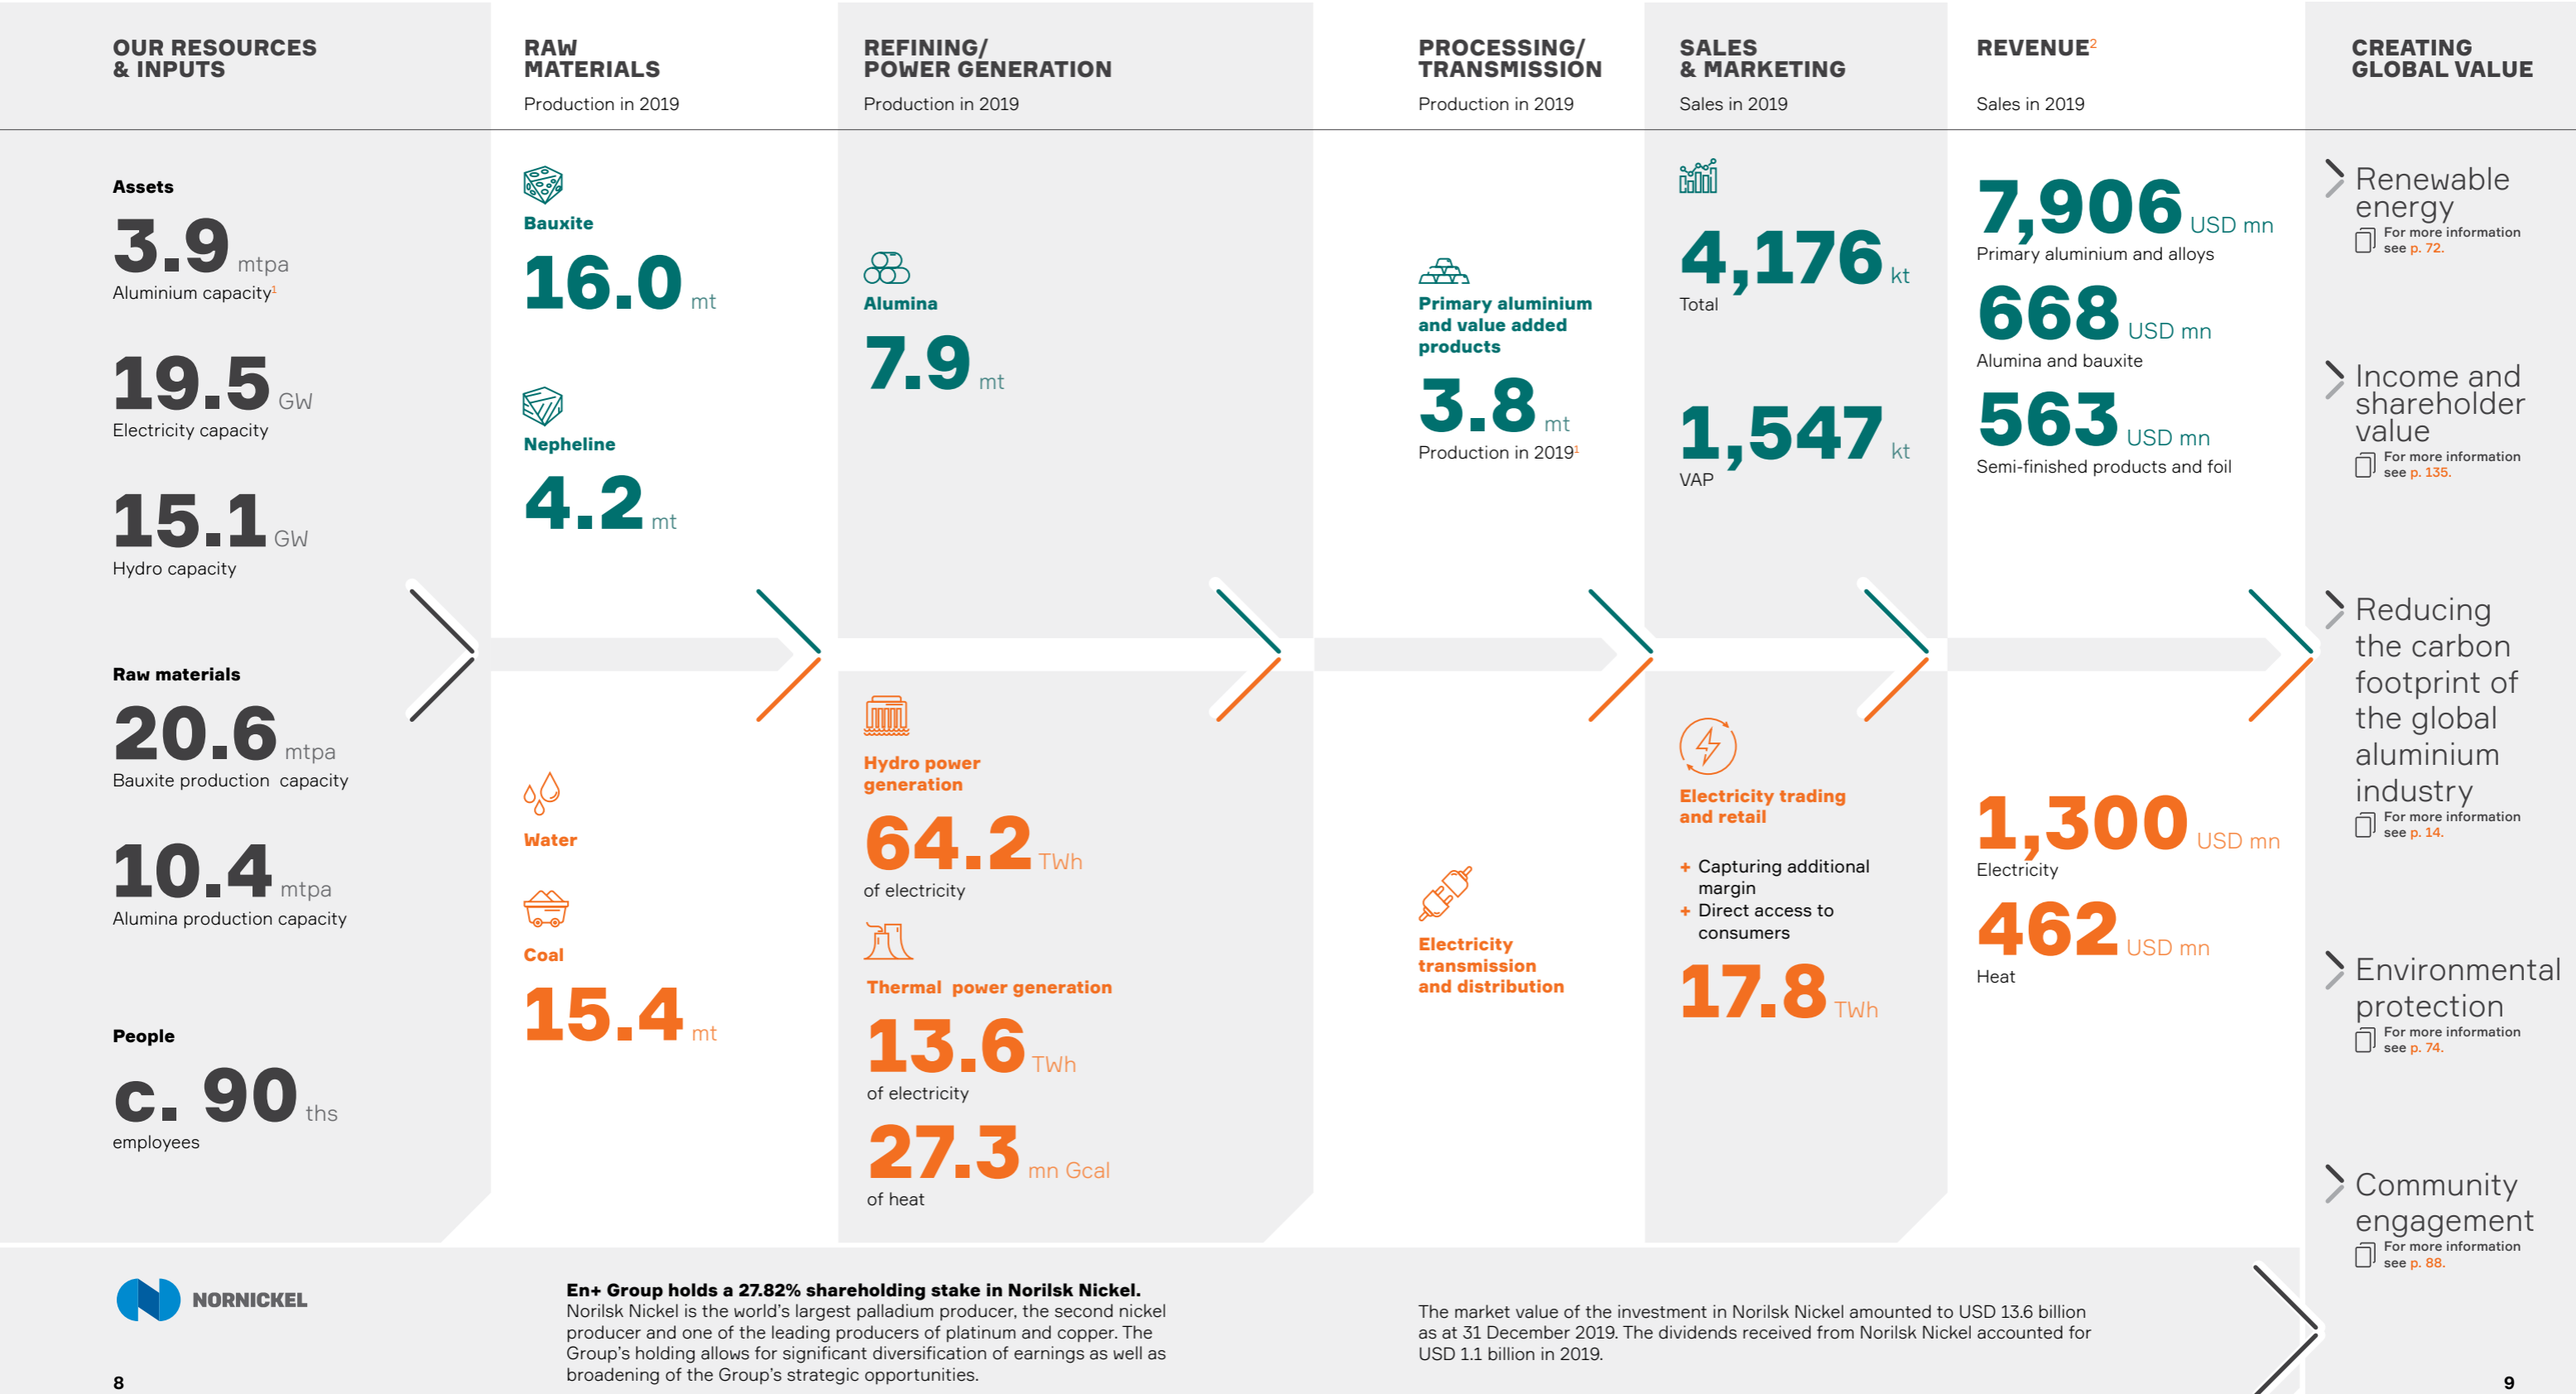 OUR RESOURCES
& INPUTS
Assets
3.9 mtpa
Aluminium capacity1
19.5 GW
Electricity capacity
15.1 GW
Hydro capacity
Raw materials
20.6 mtpa
Bauxite production capacity
10.4 mtpa
Alumina production capacity
People
c. 90 ths
employees
RAW
MATERIALS
Production in 2019
Bauxite
16.0 mt
Nepheline
4.2 mt
Water
Coal
15.4 mt
REFINING/
POWER GENERATION
Production in 2019
Alumina
7.9 mt
Hydro power
generation
64.2 TWh
of electricity
Thermal power generation
13.6 TWh
of electricity
27.3 mn Gcal
of heat
PROCESSING/
TRANSMISSION
Production in 2019
Primary aluminium
and value added
products
3.8 mt
Production in 20191
Electricity
transmission
and distribution
SALES
& MARKETING
Sales in 2019
4,176 kt
Total
1,547 kt
VAP
Electricity trading
and retail
+ Capturing additional
margin
+ Direct access to
consumers
17.8 TWh
REVENUE2
Sales in 2019
7,906 USD mn
Primary aluminium and alloys
668 USD mn
Alumina and bauxite
563 USD mn
Semi-finished products and foil
1,300 USD mn
Electricity
462 USD mn
Heat
CREATING
GLOBAL VALUE
Renewable
energy
For more information
see p. 72.
Income and
shareholder
value
For more information
see p. 135.
Reducing
the carbon
footprint of
the global
aluminium
industry
For more information
see p. 14.
Environmental
protection
For more information
see p. 74.
Community
engagement
For more information
see p. 88.
NORNICKEL
En+ Group holds a 27.82% shareholding stake in Norilsk Nickel.
Norilsk Nickel is the world's largest palladium producer, the second nickel
producer and one of the leading producers of platinum and copper. The
Group's holding allows for significant diversification of earnings as well as
broadening of the Group's strategic opportunities.
The market value of the investment in Norilsk Nickel amounted to USD 13.6 billion
as at 31 December 2019. The dividends received from Norilsk Nickel accounted for
USD 1.1 billion in 2019.
8
9